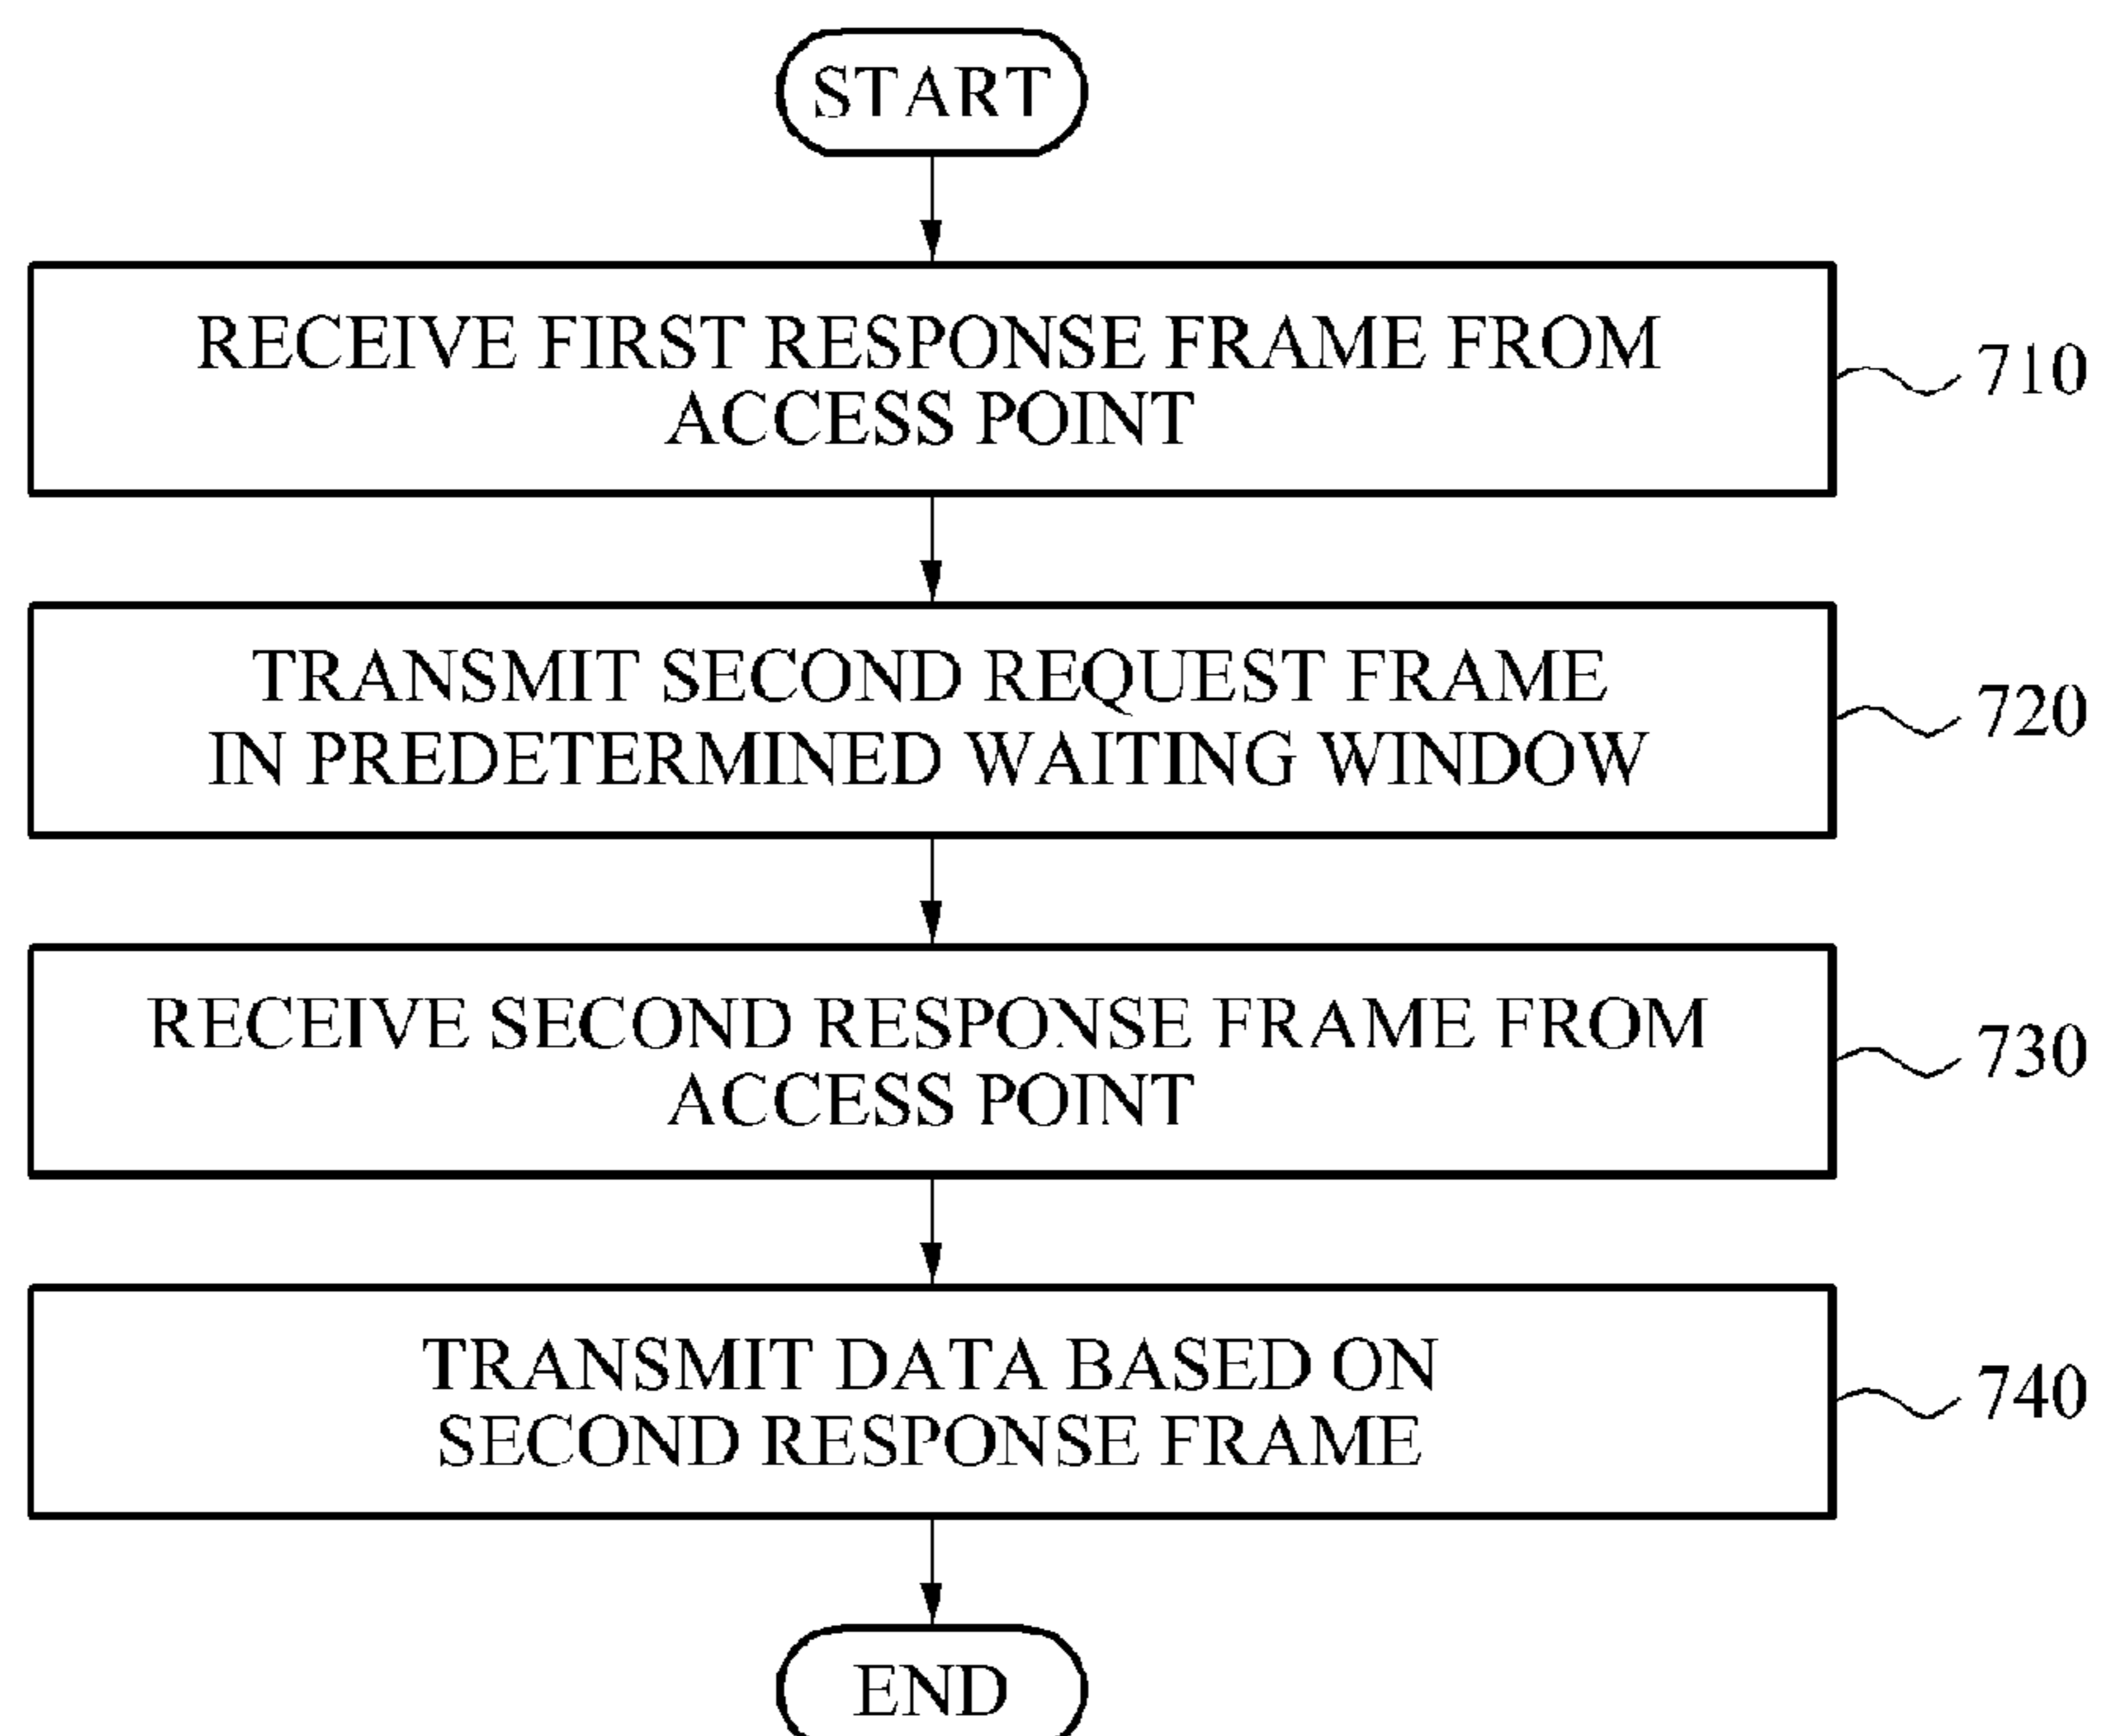 START
RECEIVE FIRST RESPONSE FRAME FROM
ACCESS POINT
710
TRANSMIT SECOND REQUEST FRAME
IN PREDETERMINED WAITING WINDOW
720
RECEIVE SECOND RESPONSE FRAME FROM
ACCESS POINT
730
TRANSMIT DATA BASED ON
SECOND RESPONSE FRAME
740
END